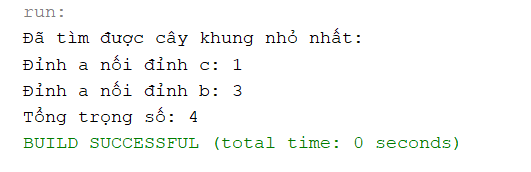 run:
Đã tìm được cây khung nhỏ nhất:
Đỉnh a nối đỉnh c: 1
Đỉnh a nối đỉnh b: 3
Tổng trọng số: 4
BUILD SUCCESSFUL (total time: 0 seconds)